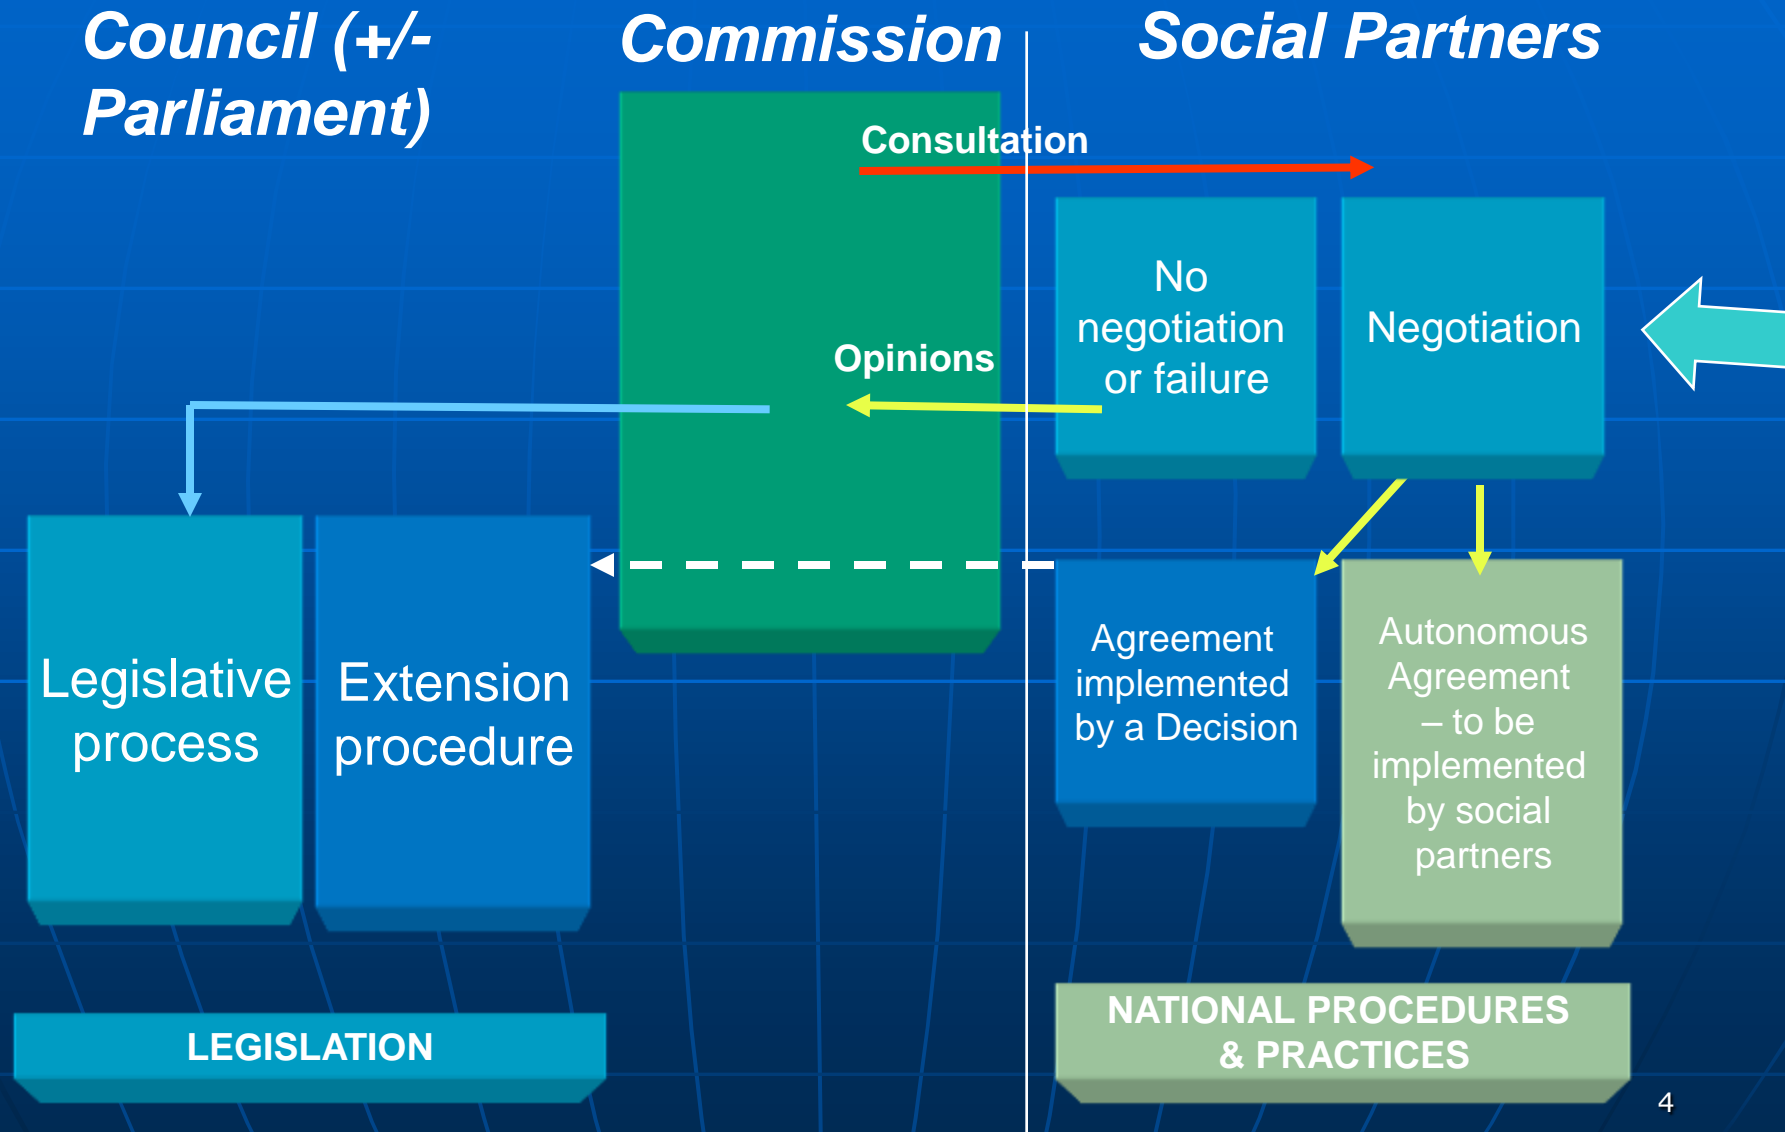 Council (+/-
Parliament)
Commission
Social Partners
Consultation
No
negotiation
or failure
Negotiation
Opinions
Legislative
process
Extension
procedure
Agreement
implemented
by a Decision
Autonomous
Agreement
– to be
implemented
by social
partners
LEGISLATION
NATIONAL PROCEDURES
& PRACTICES
4